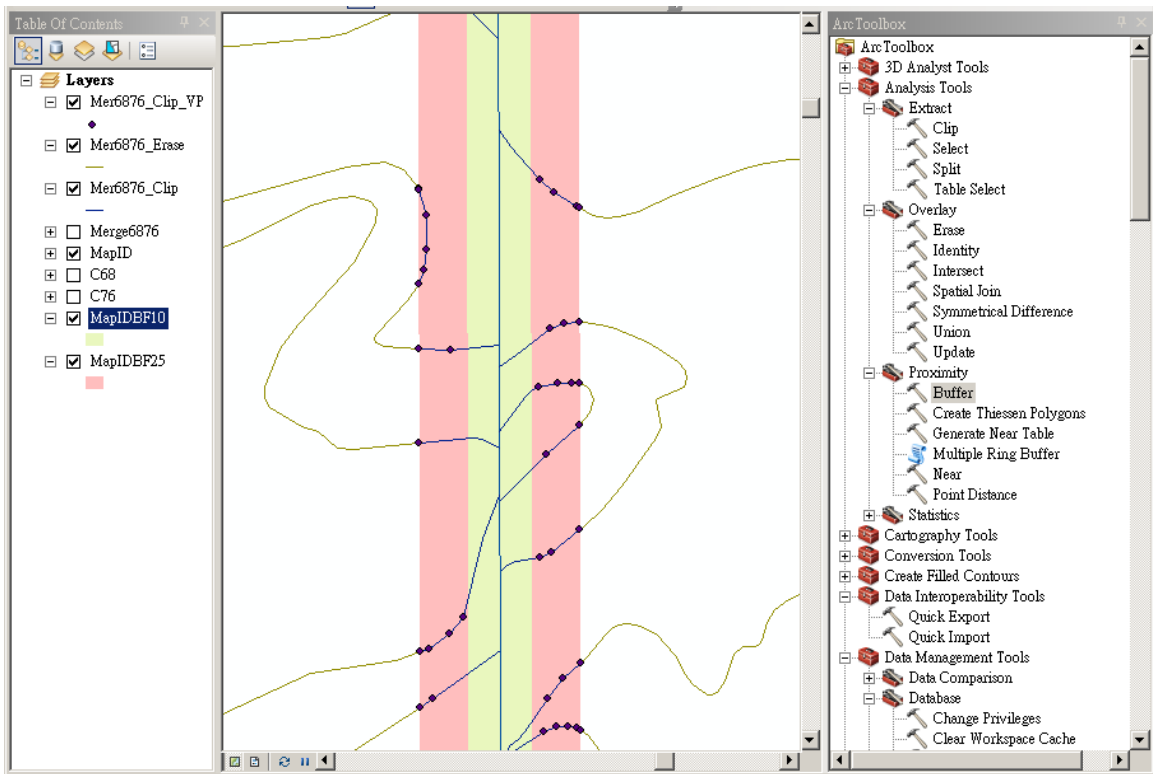 Table Of Contents
Layers
Mer6876_Clip_VP
Mer6876_Erase
Mer6876_Clip
Merge6876
MapID
C68
C76
MapIDBF10
MapIDBF25
ArcToolbox
ArcToolbox
3D Analyst Tools
Analysis Tools
Extract
Clip
Select
Split
Table Select
Overlay
Erase
Identity
Intersect
Spatial Join
Symmetrical Difference
Union
Update
Proximity
Buffer
Create Thiessen Polygons
Generate Near Table
Multiple Ring Buffer
Near
Point Distance
Statistics
Cartography Tools
Conversion Tools
Create Filled Contours
Data Interoperability Tools
Quick Export
Quick Import
Data Management Tools
Data Comparison
Database
Change Privileges
Clear Workspace Cache